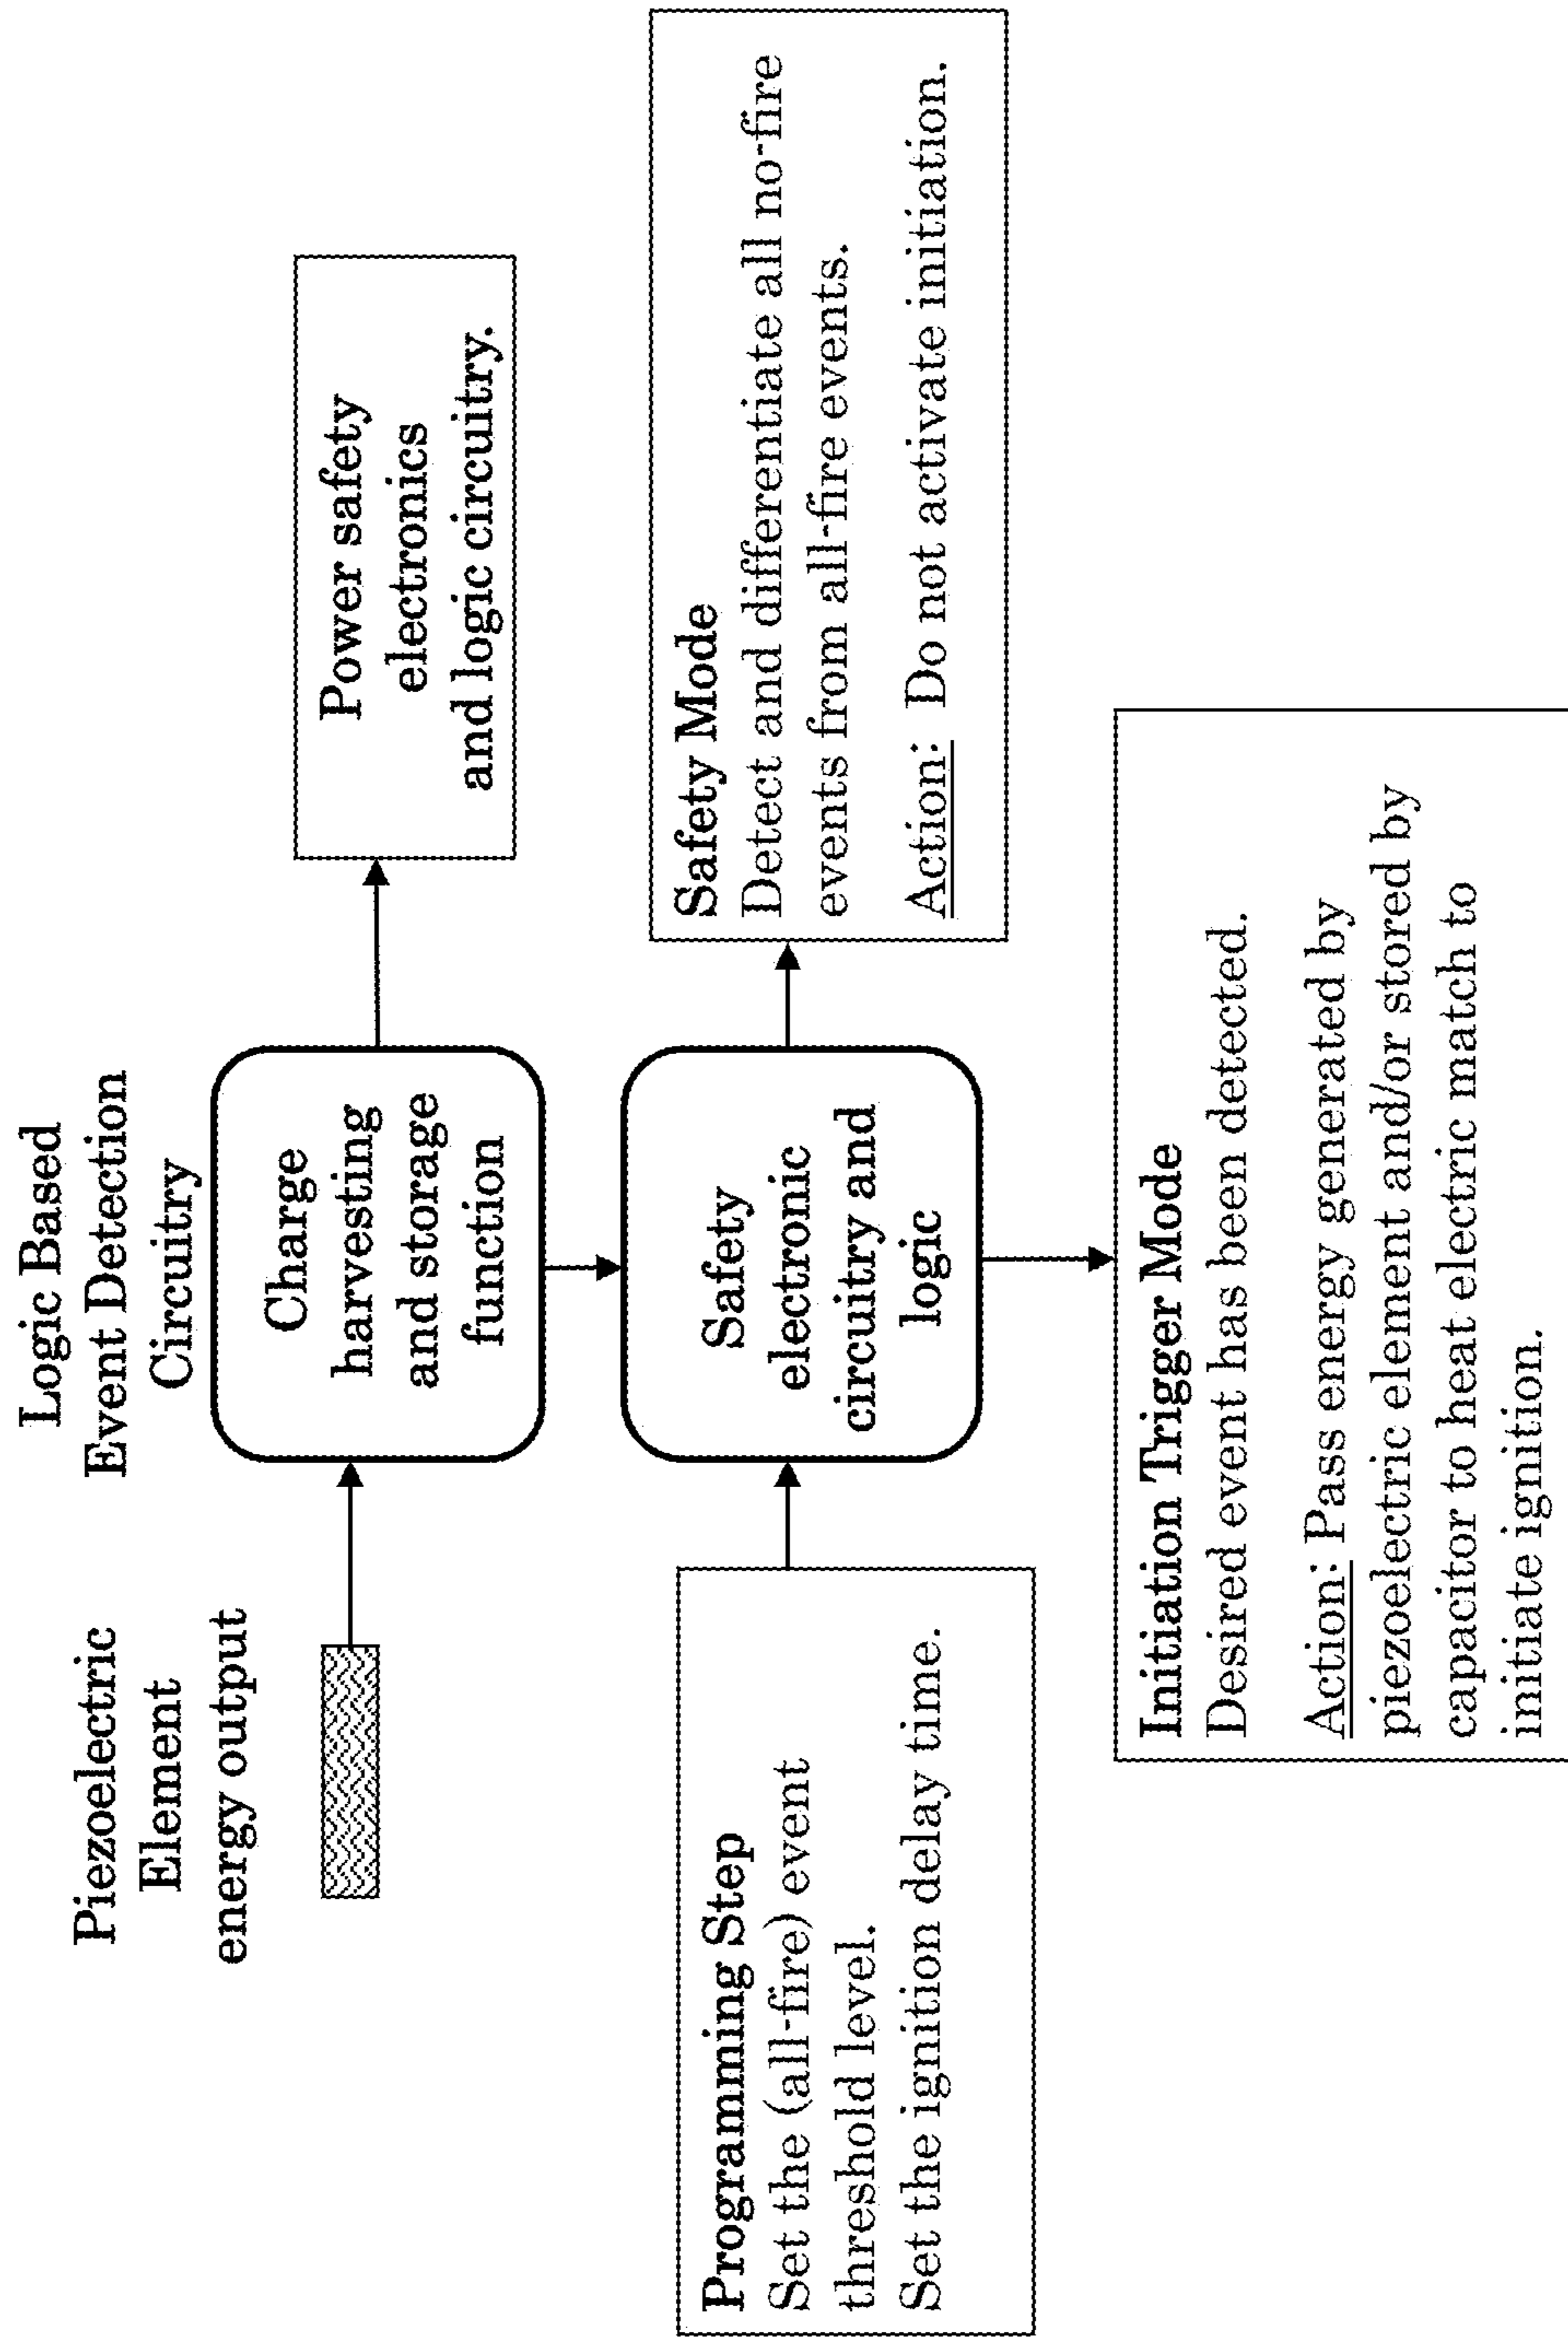 Piezoelectric
Element
energy output
Logic Based
Event Detection
Circuitry
Charge
harvesting
and storage
function
Power safety
electronics
and logic circuitry.
Programming Step
Set the (all-fire) event
threshold level.
Set the ignition delay time.
Safety
electronic
circuitry and
logic
Safety Mode
Detect and differentiate all no-fire
events from all-fire events.
Action: Do not activate initiation.
Initiation Trigger Mode
Desired event has been detected.
Action: Pass energy generated by
piezoelectric element and/or stored by
capacitor to heat electric match to
initiate ignition.